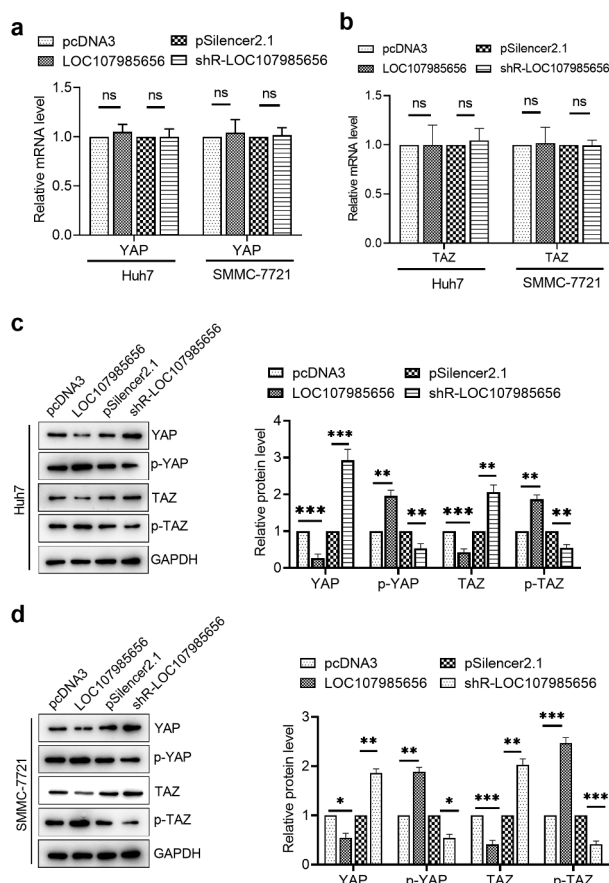 a
pcDNA3 pSilencer2.1
LOC107985656 shR-LOC107985656
Relative mRNA level
1.5
1.0
0.5
0.0
ns ns ns ns
YAP YAP
Huh7 SMMC-7721
b
pcDNA3 pSilencer2.1
LOC107985656 shR-LOC107985656
Relative mRNA level
1.5
1.0
0.5
0.0
ns ns ns ns
TAZ TAZ
Huh7 SMMC-7721
c
pcDNA3 LOC107985656 pSilencer2.1 shR-LOC107985656
Huh7
YAP
p-YAP
TAZ
p-TAZ
GAPDH
pcDNA3 pSilencer2.1
LOC107985656 shR-LOC107985656
Relative protein level
4
3
2
1
0
*** *** ** ** *** ** ** **
YAP p-YAP TAZ p-TAZ
d
pcDNA3 LOC107985656 pSilencer2.1 shR-LOC107985656
SMMC-7721
YAP
p-YAP
TAZ
p-TAZ
GAPDH
pcDNA3 pSilencer2.1
LOC107985656 shR-LOC107985656
Relative protein level
3
2
1
0
* ** ** * *** ** *** ***
YAP p-YAP TAZ p-TAZ